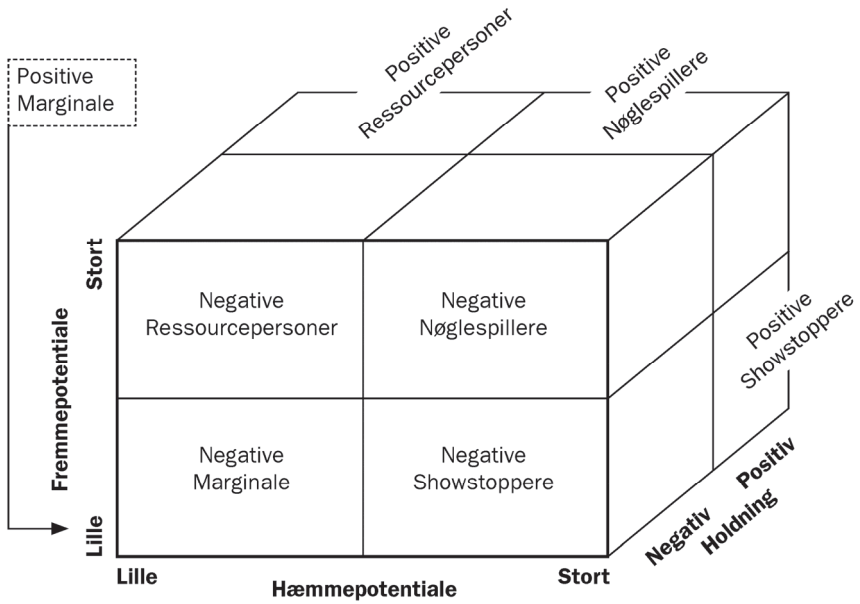 Positive
Ressourcepersoner
Positive
Nøglespillere
Positive
Marginale
Stort
Fremmepotentiale
Lille
Negative
Ressourcepersoner
Negative
Nøglespillere
Negative
Marginale
Negative
Showstoppere
Positive
Showstoppere
Positiv
Negativ
Holdning
Lille
Hæmmepotentiale
Stort